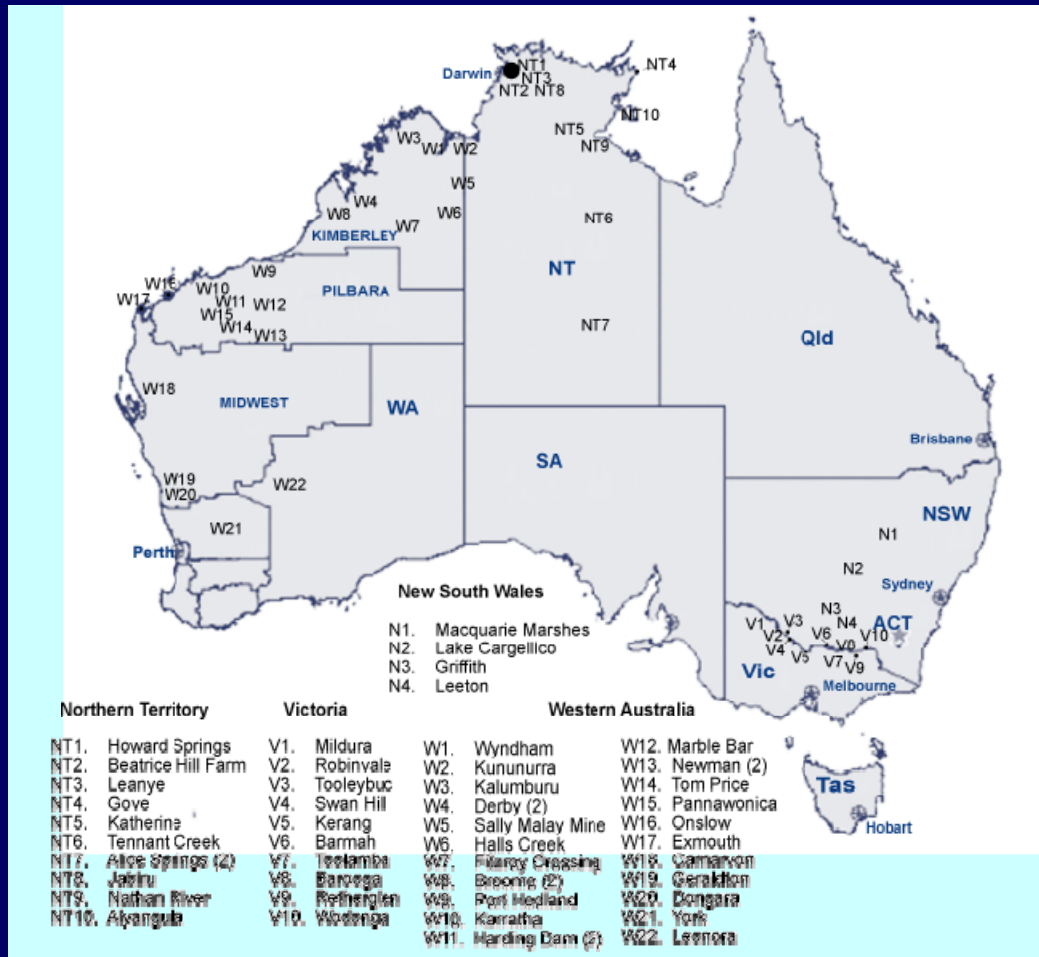 Darwin
NT1
NT3
NT2 NT8
NT4
NT10
NT5
NT9
W3
W1 W2
W5
W4
W8
W6
W7
KIMBERLEY
NT6
NT
W9
W16
W10
W17
W11
PILBARA
W12
W15
W14
W13
NT7
Qld
W18
MIDWEST
WA
Brisbane
SA
W19
W20
W22
NSW
W21
N1
Perth
N2
Sydney
N3
N4
ACT
V1 V3
V2
V6
V10
V4
V5
V7
V9
Vic
Melbourne
Tas
Hobart
New South Wales
N1. Macquarie Marshes
N2. Lake Cargellico
N3. Griffith
N4. Leeton
Northern Territory
NT1. Howard Springs
NT2. Beatrice Hill Farm
NT3. Leanye
NT4. Gove
NT5. Katherine
NT6. Tennant Creek
NT7. Alice Springs (2)
NT8. Jabiru
NT9. Nathan River
NT10. Alyangula
Victoria
V1. Mildura
V2. Robinvale
V3. Tooleybuc
V4. Swan Hill
V5. Kerang
V6. Barmah
V7. Toolamba
V8. Barooga
V9. Rutherglen
V10. Wodonga
Western Australia
W1. Wyndham
W2. Kununurra
W3. Kalumburu
W4. Derby (2)
W5. Sally Malay Mine
W6. Halls Creek
W7. Fitzroy Crossing
W8. Broome (2)
W9. Port Hedland
W10. Karratha
W11. Harding Dam (2)
W12. Marble Bar
W13. Newman (2)
W14. Tom Price
W15. Pannawonica
W16. Onslow
W17. Exmouth
W18. Carnarvon
W19. Geraldton
W20. Dongara
W21. York
W22. Leonora